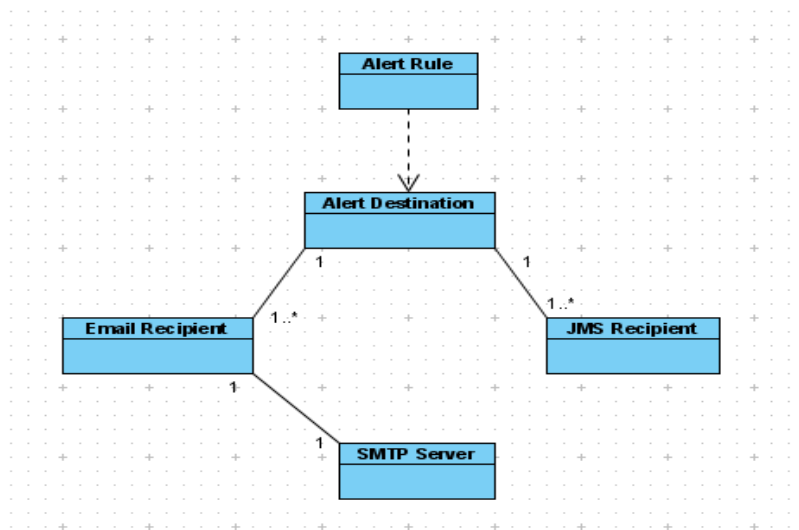 Alert Rule
Alert Destination
1
1
1..*
1..*
Email Recipient
JMS Recipient
1
1
SMTP Server